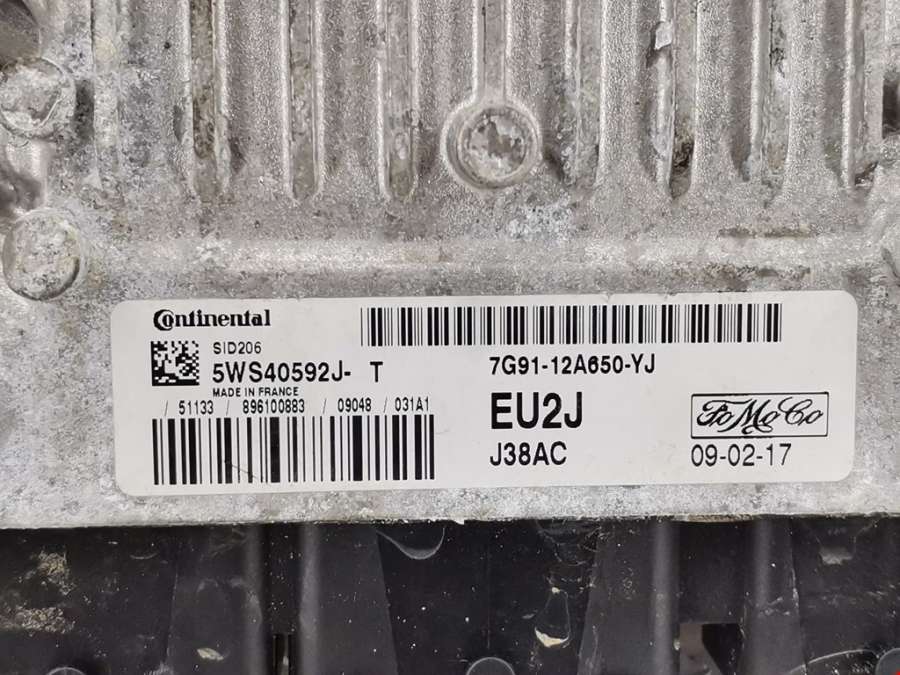 Continental
SID206
5WS40592J- T
MADE IN FRANCE
/ 51133 / 896100883 / 09048 / 031A1
7G91-12A650-YJ
EU2J
FoMoCo
J38AC
09-02-17